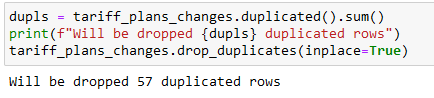 dupls = tariff_plans_changes.duplicated().sum()
print(f"Will be dropped {dupls} duplicated rows")
tariff_plans_changes.drop_duplicates(inplace=True)
Will be dropped 57 duplicated rows